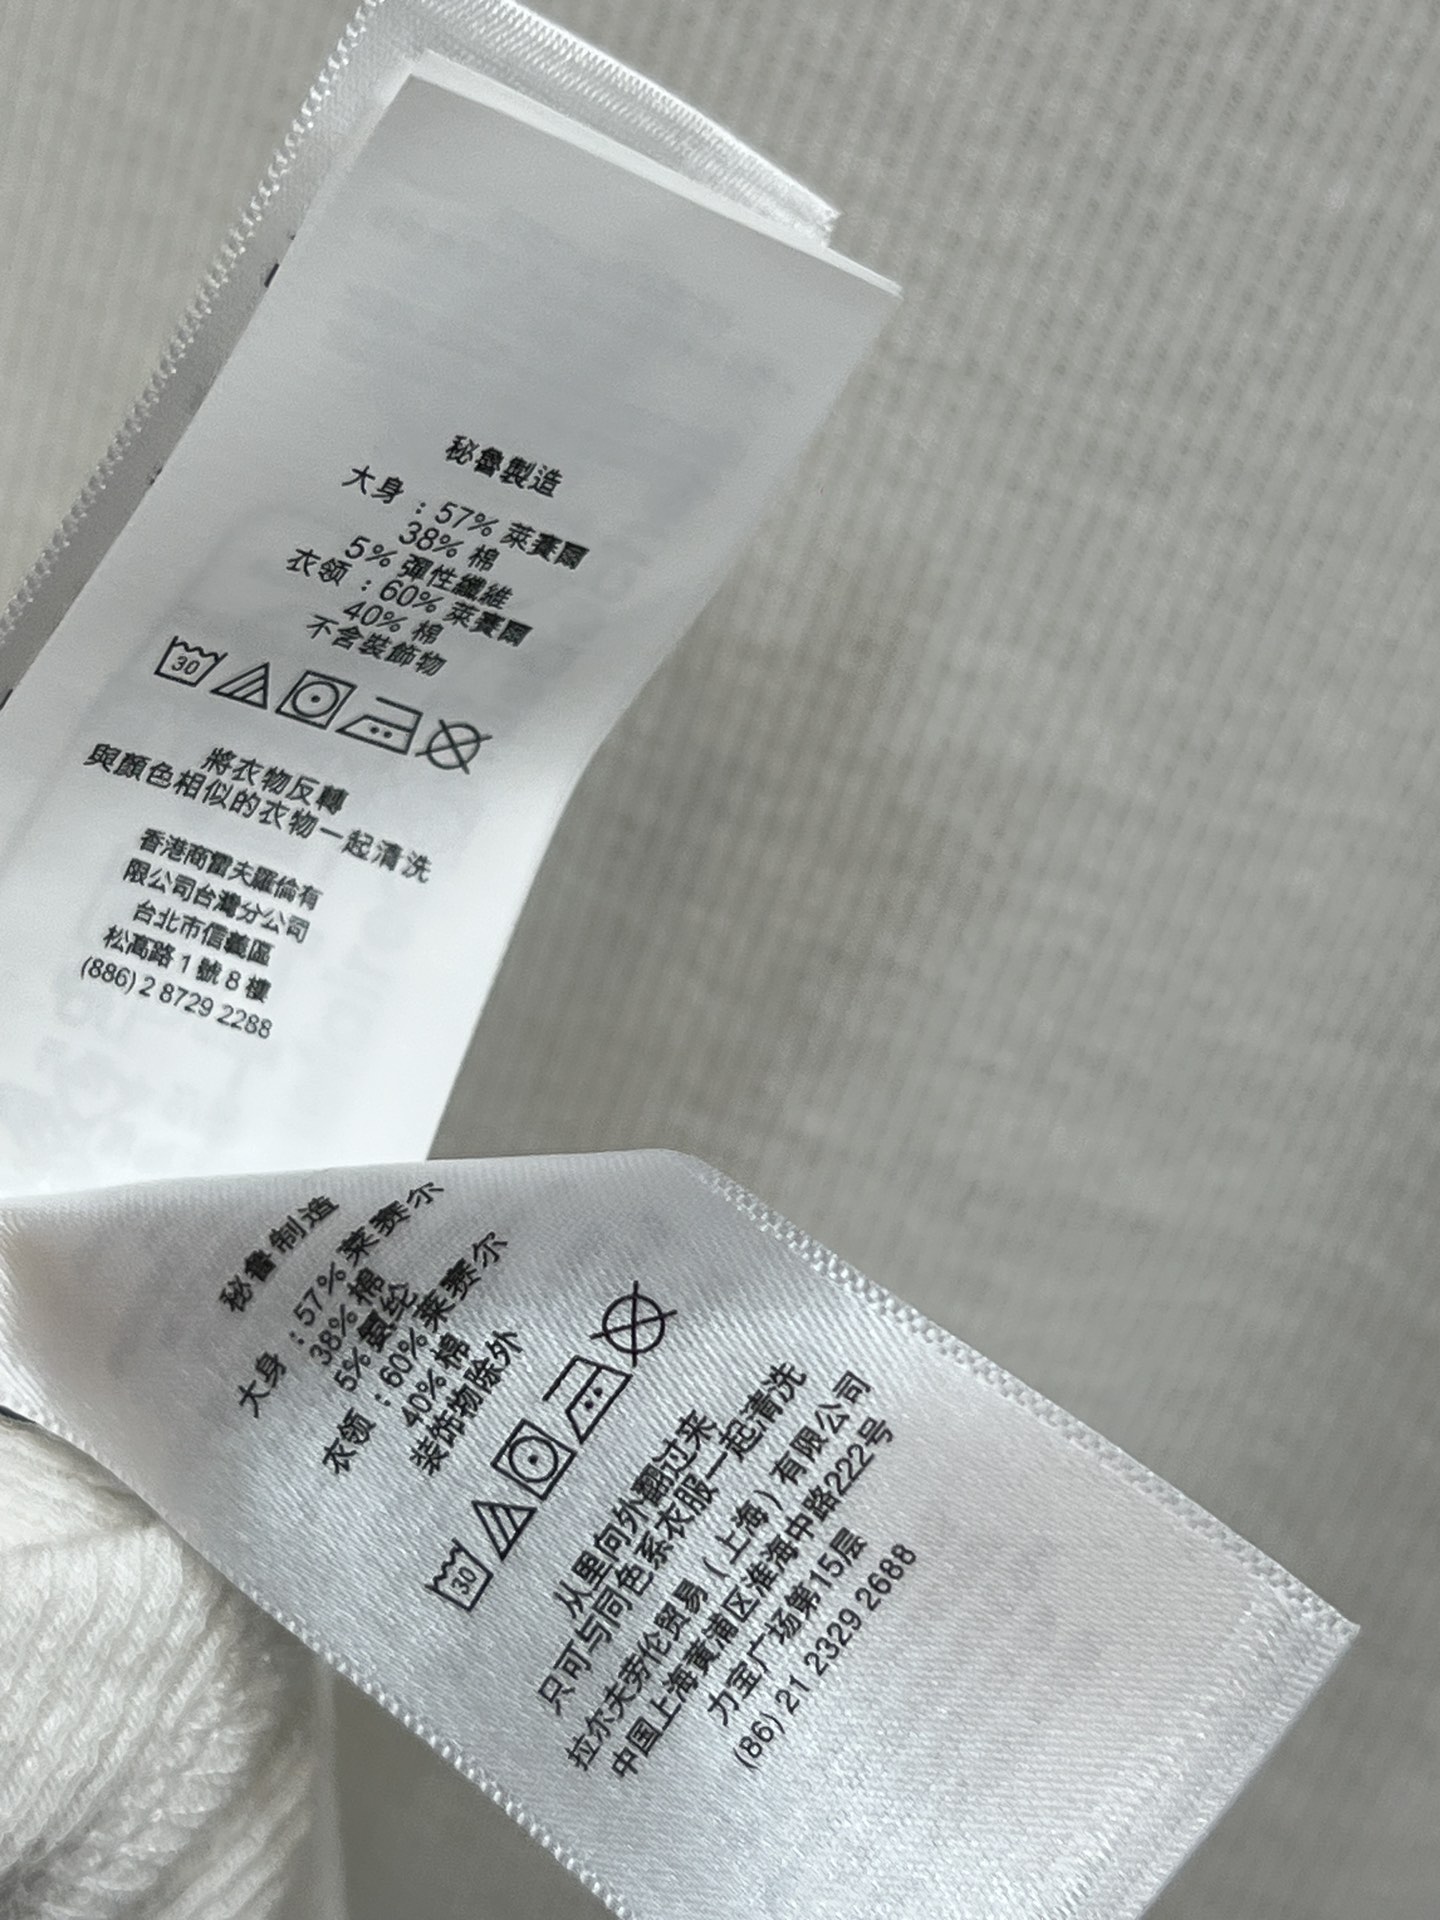 秘魯製造
大身：57% 萊賽爾
38% 棉
5% 彈性纖維
衣领：60% 萊賽爾
40% 棉
不含裝飾物
30
將衣物反轉
與顏色相似的衣物一起清洗
香港商雷夫羅倫有
限公司台灣分公司
台北市信義區
松高路 1 號 8 樓
(886) 2 8729 2288
秘鲁制造
大身：57% 莱赛尔
38% 棉
5% 氨纶
衣领：60% 莱赛尔
40% 棉
装饰物除外
30
从里向外翻过来
只可与同色系衣服一起清洗
拉尔夫劳伦贸易（上海）有限公司
中国上海黄浦区淮海中路222号
力宝广场第15层
(86) 21 2329 2688